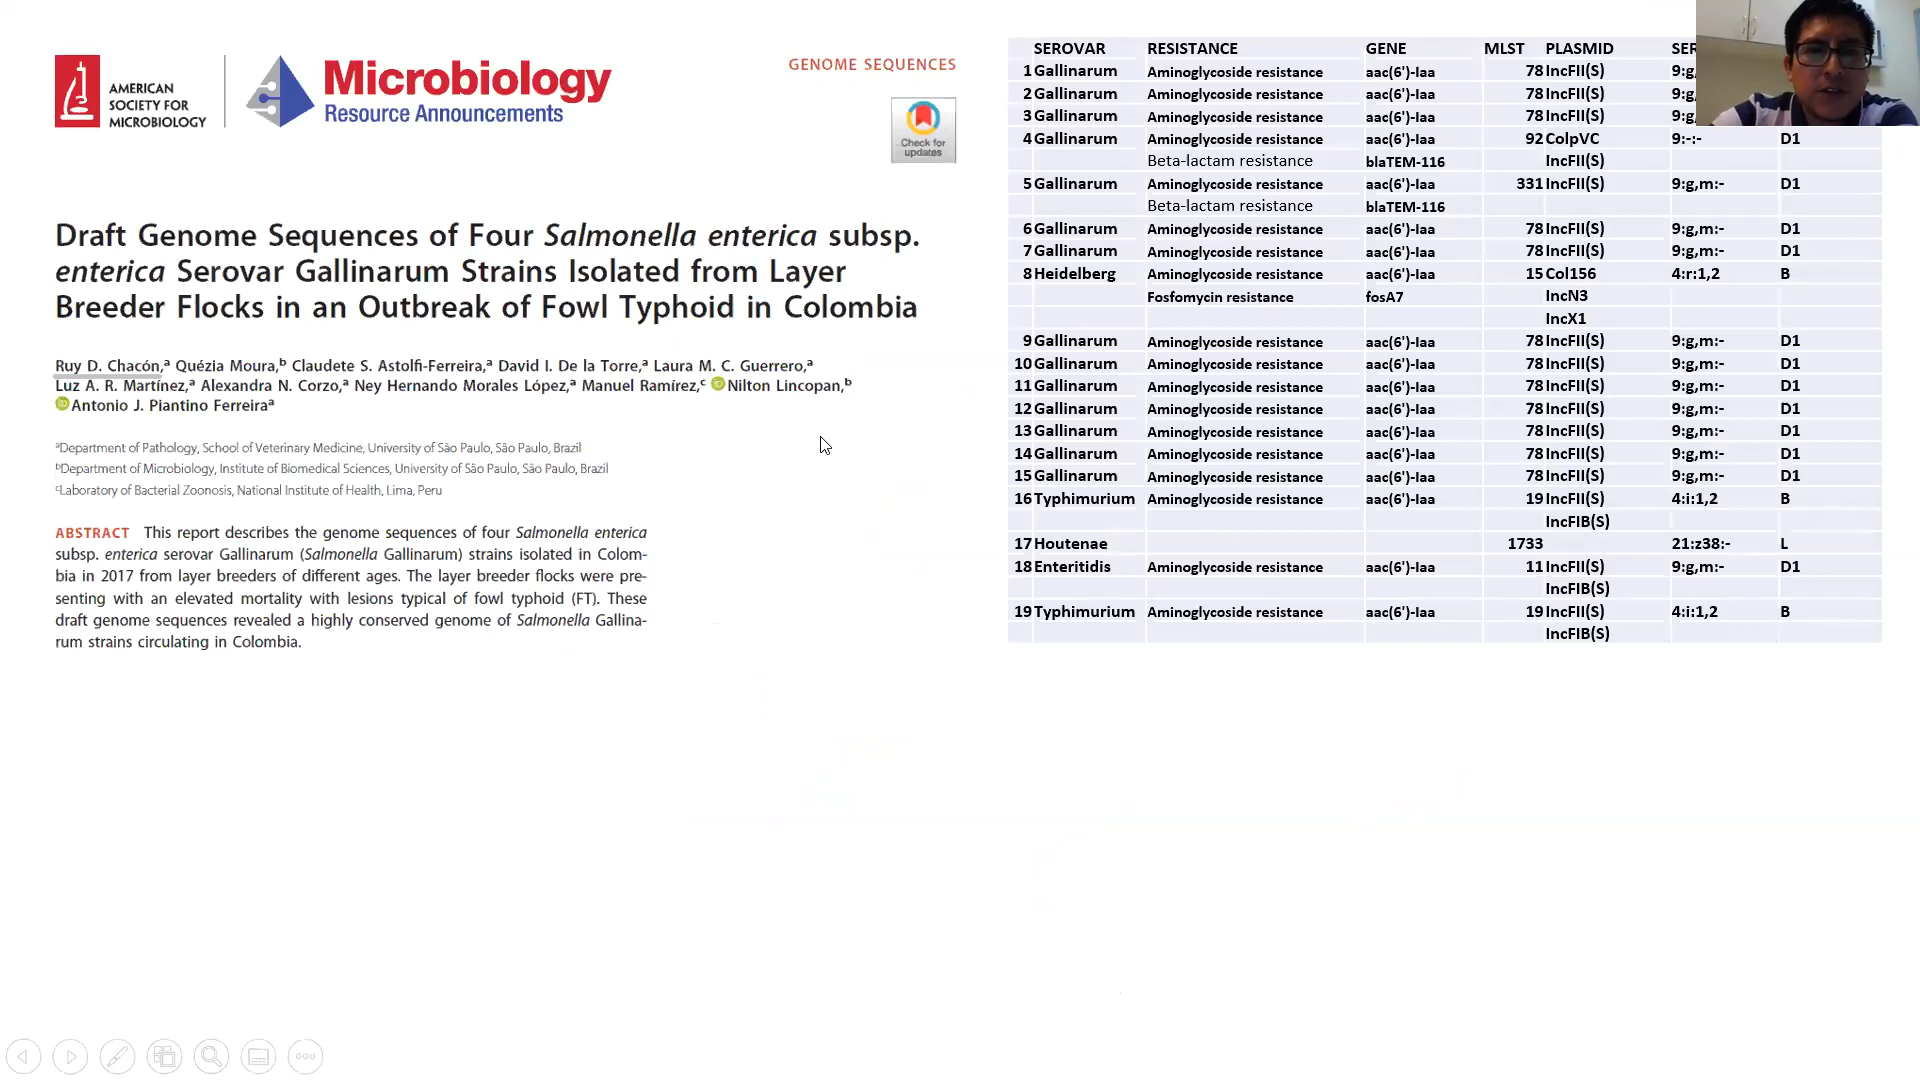 AMERICAN
SOCIETY FOR
MICROBIOLOGY
Microbiology
Resource Announcements
GENOME SEQUENCES
Check for
updates
Draft Genome Sequences of Four Salmonella enterica subsp.
enterica Serovar Gallinarum Strains Isolated from Layer
Breeder Flocks in an Outbreak of Fowl Typhoid in Colombia
Ruy D. Chacón,ª Quézia Moura,ᵇ Claudete S. Astolfi-Ferreira,ª David I. De la Torre,ª Laura M. C. Guerrero,ª
Luz A. R. Martínez,ª Alexandra N. Corzo,ª Ney Hernando Morales López,ª Manuel Ramírez,ᶜ Nilton Lincopan,ᵇ
Antonio J. Piantino Ferreiraª
ªDepartment of Pathology, School of Veterinary Medicine, University of São Paulo, São Paulo, Brazil
ᵇDepartment of Microbiology, Institute of Biomedical Sciences, University of São Paulo, São Paulo, Brazil
ᶜLaboratory of Bacterial Zoonosis, National Institute of Health, Lima, Peru
ABSTRACT This report describes the genome sequences of four Salmonella enterica
subsp. enterica serovar Gallinarum (Salmonella Gallinarum) strains isolated in Colom-
bia in 2017 from layer breeders of different ages. The layer breeder flocks were pre-
senting with an elevated mortality with lesions typical of fowl typhoid (FT). These
draft genome sequences revealed a highly conserved genome of Salmonella Gallina-
rum strains circulating in Colombia.
SEROVAR RESISTANCE GENE MLST PLASMID
1 Gallinarum Aminoglycoside resistance aac(6')-Iaa 78 IncFII(S) 9:g,
2 Gallinarum Aminoglycoside resistance aac(6')-Iaa 78 IncFII(S) 9:g,
3 Gallinarum Aminoglycoside resistance aac(6')-Iaa 78 IncFII(S) 9:g,
4 Gallinarum Aminoglycoside resistance aac(6')-Iaa 92 ColpVC 9:-:- D1
Beta-lactam resistance blaTEM-116 IncFII(S)
5 Gallinarum Aminoglycoside resistance aac(6')-Iaa 331 IncFII(S) 9:g,m:- D1
Beta-lactam resistance blaTEM-116
6 Gallinarum Aminoglycoside resistance aac(6')-Iaa 78 IncFII(S) 9:g,m:- D1
7 Gallinarum Aminoglycoside resistance aac(6')-Iaa 78 IncFII(S) 9:g,m:- D1
8 Heidelberg Aminoglycoside resistance aac(6')-Iaa 15 Col156 4:r:1,2 B
Fosfomycin resistance fosA7 IncN3
IncX1
9 Gallinarum Aminoglycoside resistance aac(6')-Iaa 78 IncFII(S) 9:g,m:- D1
10 Gallinarum Aminoglycoside resistance aac(6')-Iaa 78 IncFII(S) 9:g,m:- D1
11 Gallinarum Aminoglycoside resistance aac(6')-Iaa 78 IncFII(S) 9:g,m:- D1
12 Gallinarum Aminoglycoside resistance aac(6')-Iaa 78 IncFII(S) 9:g,m:- D1
13 Gallinarum Aminoglycoside resistance aac(6')-Iaa 78 IncFII(S) 9:g,m:- D1
14 Gallinarum Aminoglycoside resistance aac(6')-Iaa 78 IncFII(S) 9:g,m:- D1
15 Gallinarum Aminoglycoside resistance aac(6')-Iaa 78 IncFII(S) 9:g,m:- D1
16 Typhimurium Aminoglycoside resistance aac(6')-Iaa 19 IncFII(S) 4:i:1,2 B
IncFIB(S)
17 Houtenae 1733 21:z38:- L
18 Enteritidis Aminoglycoside resistance aac(6')-Iaa 11 IncFII(S) 9:g,m:- D1
IncFIB(S)
19 Typhimurium Aminoglycoside resistance aac(6')-Iaa 19 IncFII(S) 4:i:1,2 B
IncFIB(S)